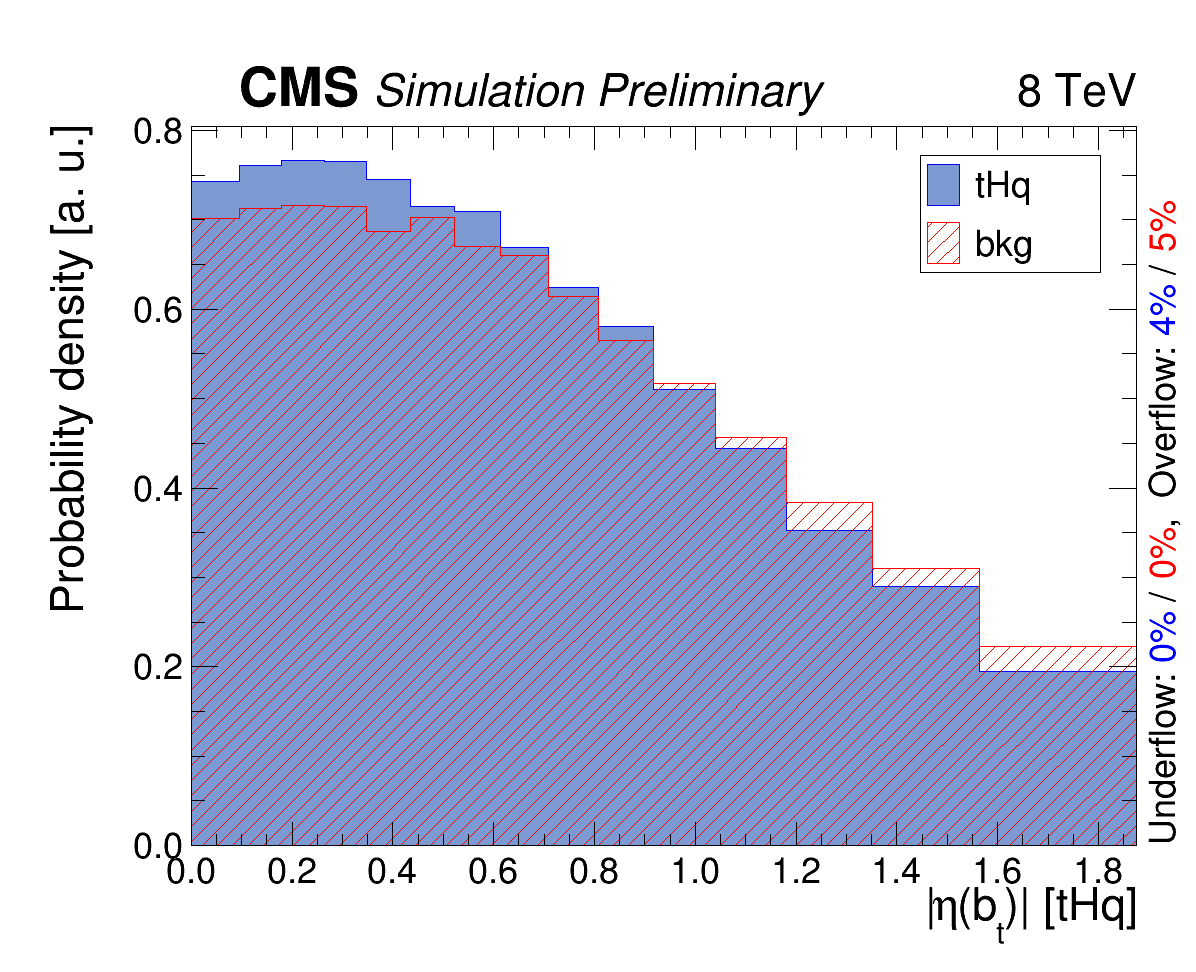 CMS Simulation Preliminary 8 TeV
Probability density [a. u.]
0.8
0.6
0.4
0.2
0.0
tHq
bkg
0.0 0.2 0.4 0.6 0.8 1.0 1.2 1.4 1.6 1.8
|η(b_t)| [tHq]
Underflow: 0% / 0%, Overflow: 4% / 5%